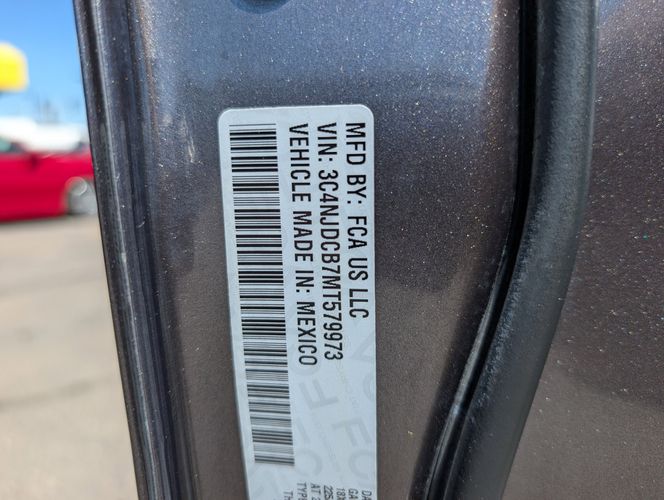 MFD BY: FCA US LLC
VIN: 3C4NJDCB7MT579973
VEHICLE MADE IN: MEXICO